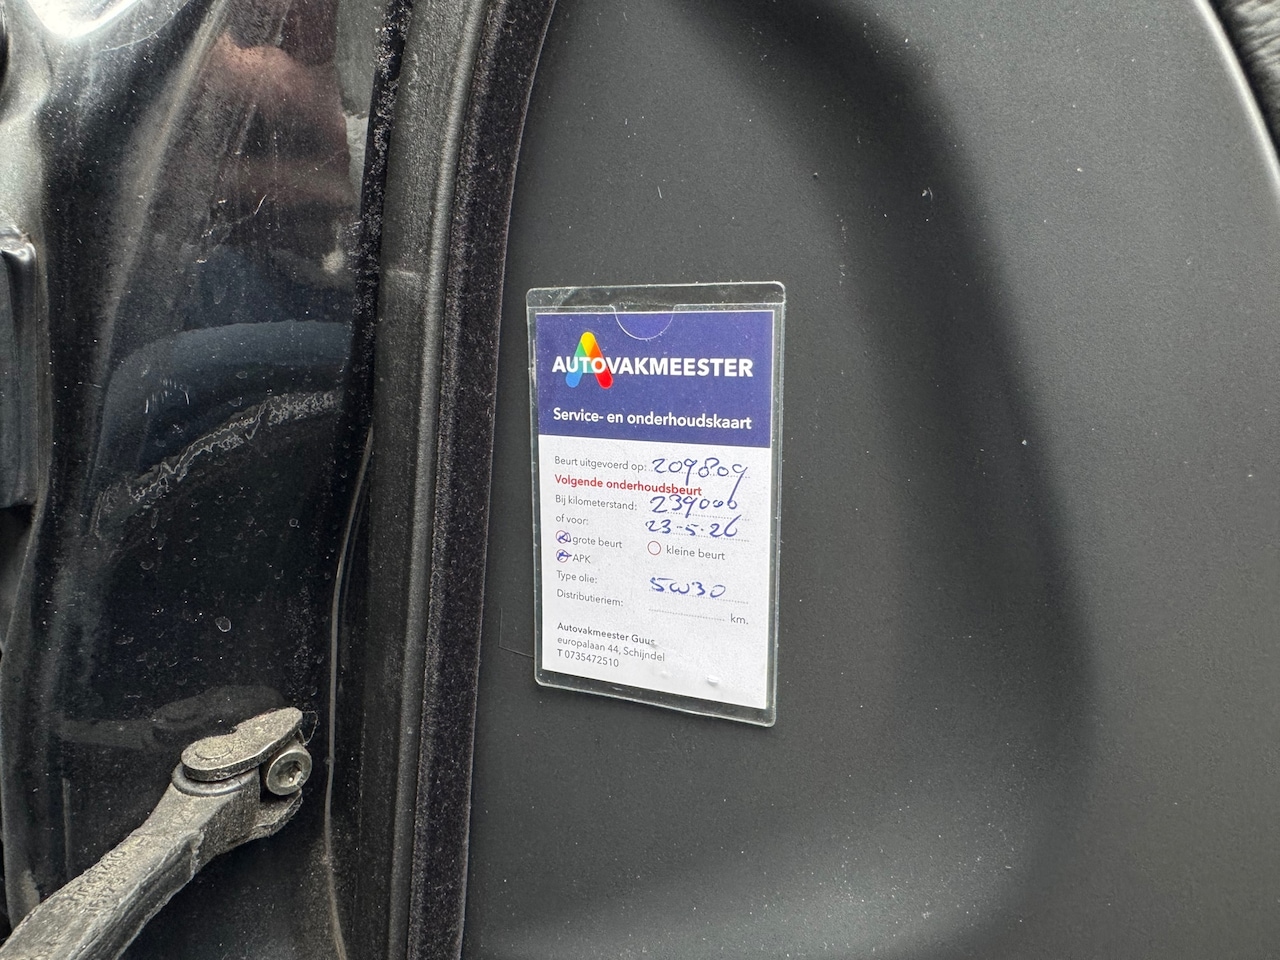 AUTOVAKMEESTER
Service- en onderhoudskaart
Beurt uitgevoerd op: 209809
Volgende onderhoudsbeurt
Bij kilometerstand: 239000
of voor: 23-5-26
grote beurt kleine beurt
APK
Type olie: 5W30
Distributieriem: km.
Autovakmeester Guus
europalaan 44, Schijndel
T 0735472510